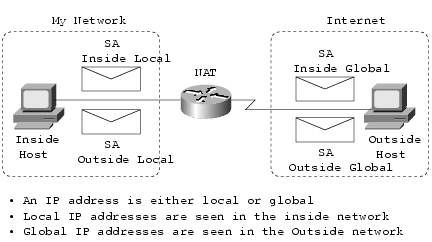 My Network
Internet
SA
Inside Local
NAT
SA
Inside Global
Inside
Host
SA
Outside Local
Outside
Host
SA
Outside Global
• An IP address is either local or global
• Local IP addresses are seen in the inside network
• Global IP addresses are seen in the Outside network